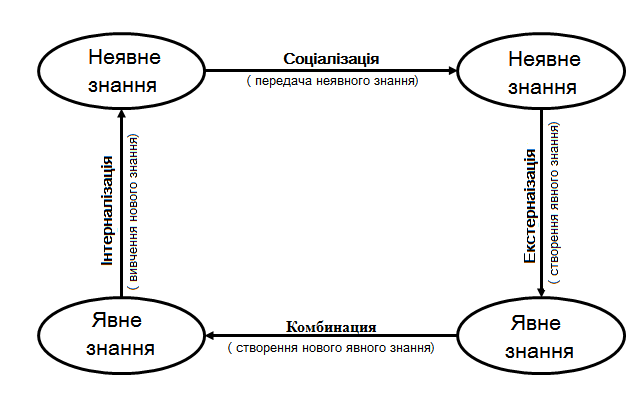 Неявне
знання
Соціалізація
( передача неявного знання)
Неявне
знання
Екстернаізація
( створення явного знання)
Явне
знання
Комбинация
( створення нового явного знання)
Явне
знання
Інтерналізація
( вивчення нового знання)